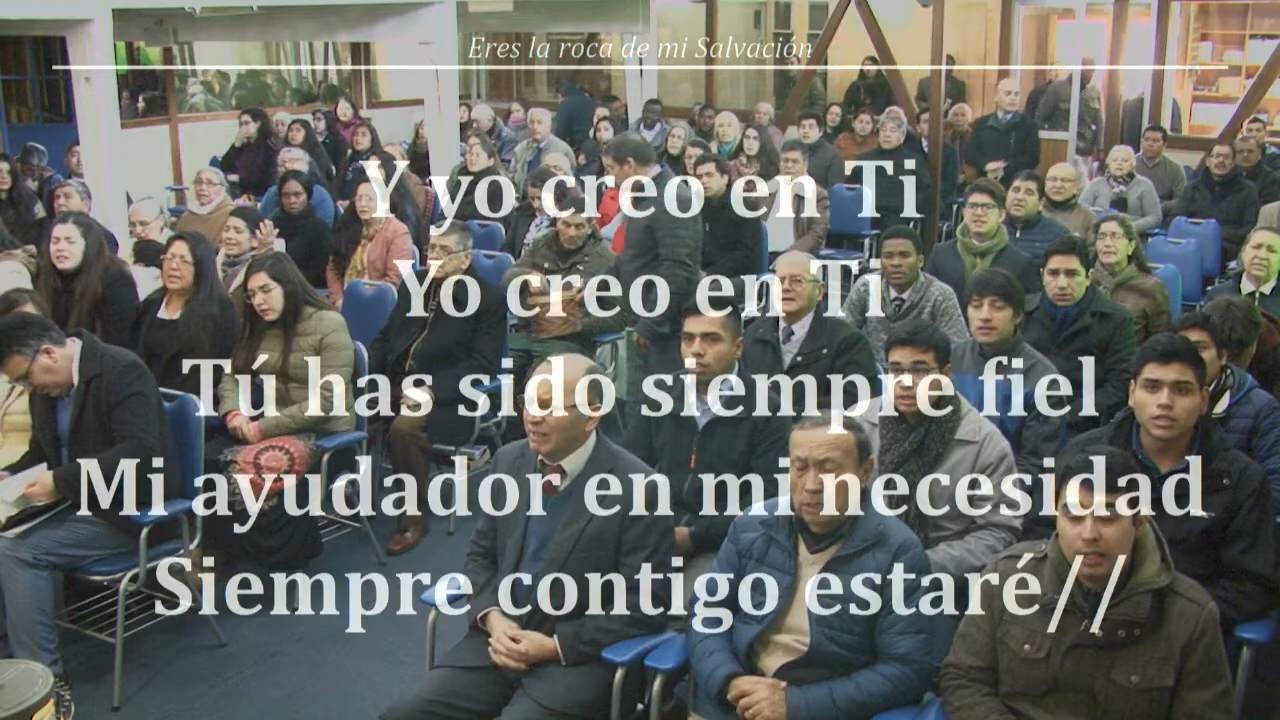 Eres la roca de mi Salvación
Y yo creo en Ti
Yo creo en Ti
Tú has sido siempre fiel
Mi ayudador en mi necesidad
Siempre contigo estaré//